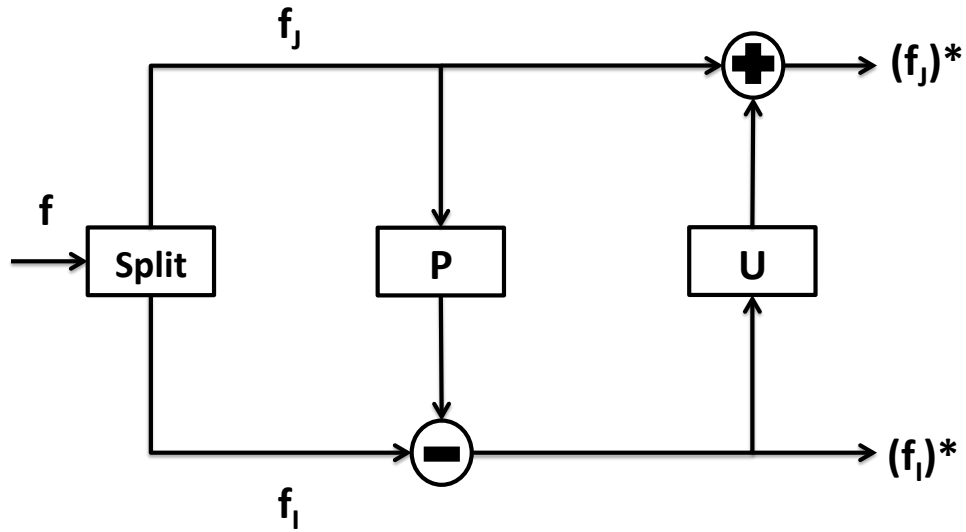 f_J
(f_J)*
f
Split
P
U
(f_I)*
f_I